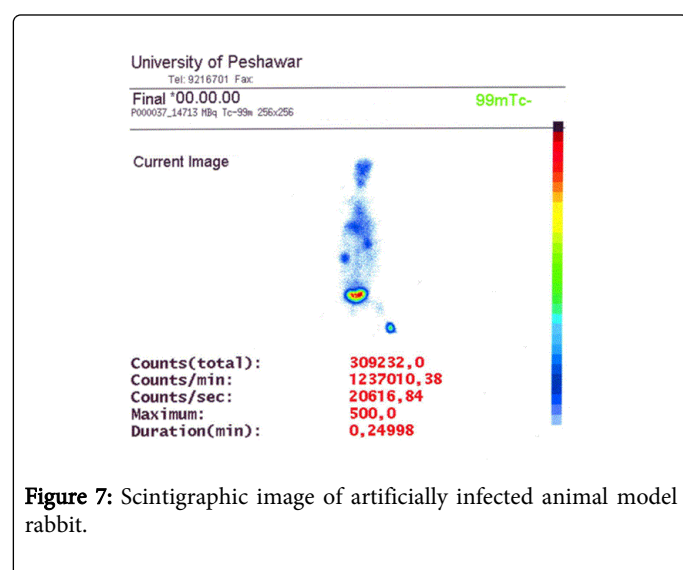 University of Peshawar
Tel: 9216701 Fax:
Final *00.00.00
99mTc-
P000037_14713 MBq Tc-99m 256x256
Current Image
Counts(total): 309232,0
Counts/min: 1237010,38
Counts/sec: 20616,84
Maximum: 500,0
Duration(min): 0,24998
Figure 7: Scintigraphic image of artificially infected animal model
rabbit.